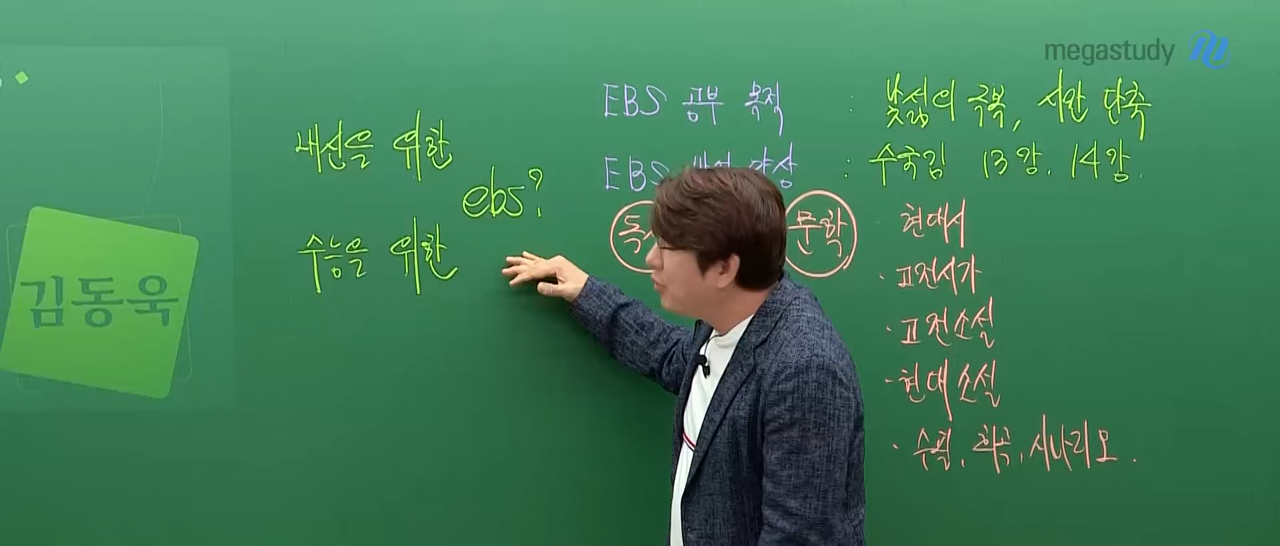 megastudy
김동욱
내신을 위한
ebs?
수능을 위한
EBS 공부 목적 : 낯섦의 극복, 시간 단축
EBS 양상 : 수국김 13강, 14강.
문학 · 현대시
· 고전시가
· 고전소설
· 현대소설
· 수필, 희곡, 시나리오.